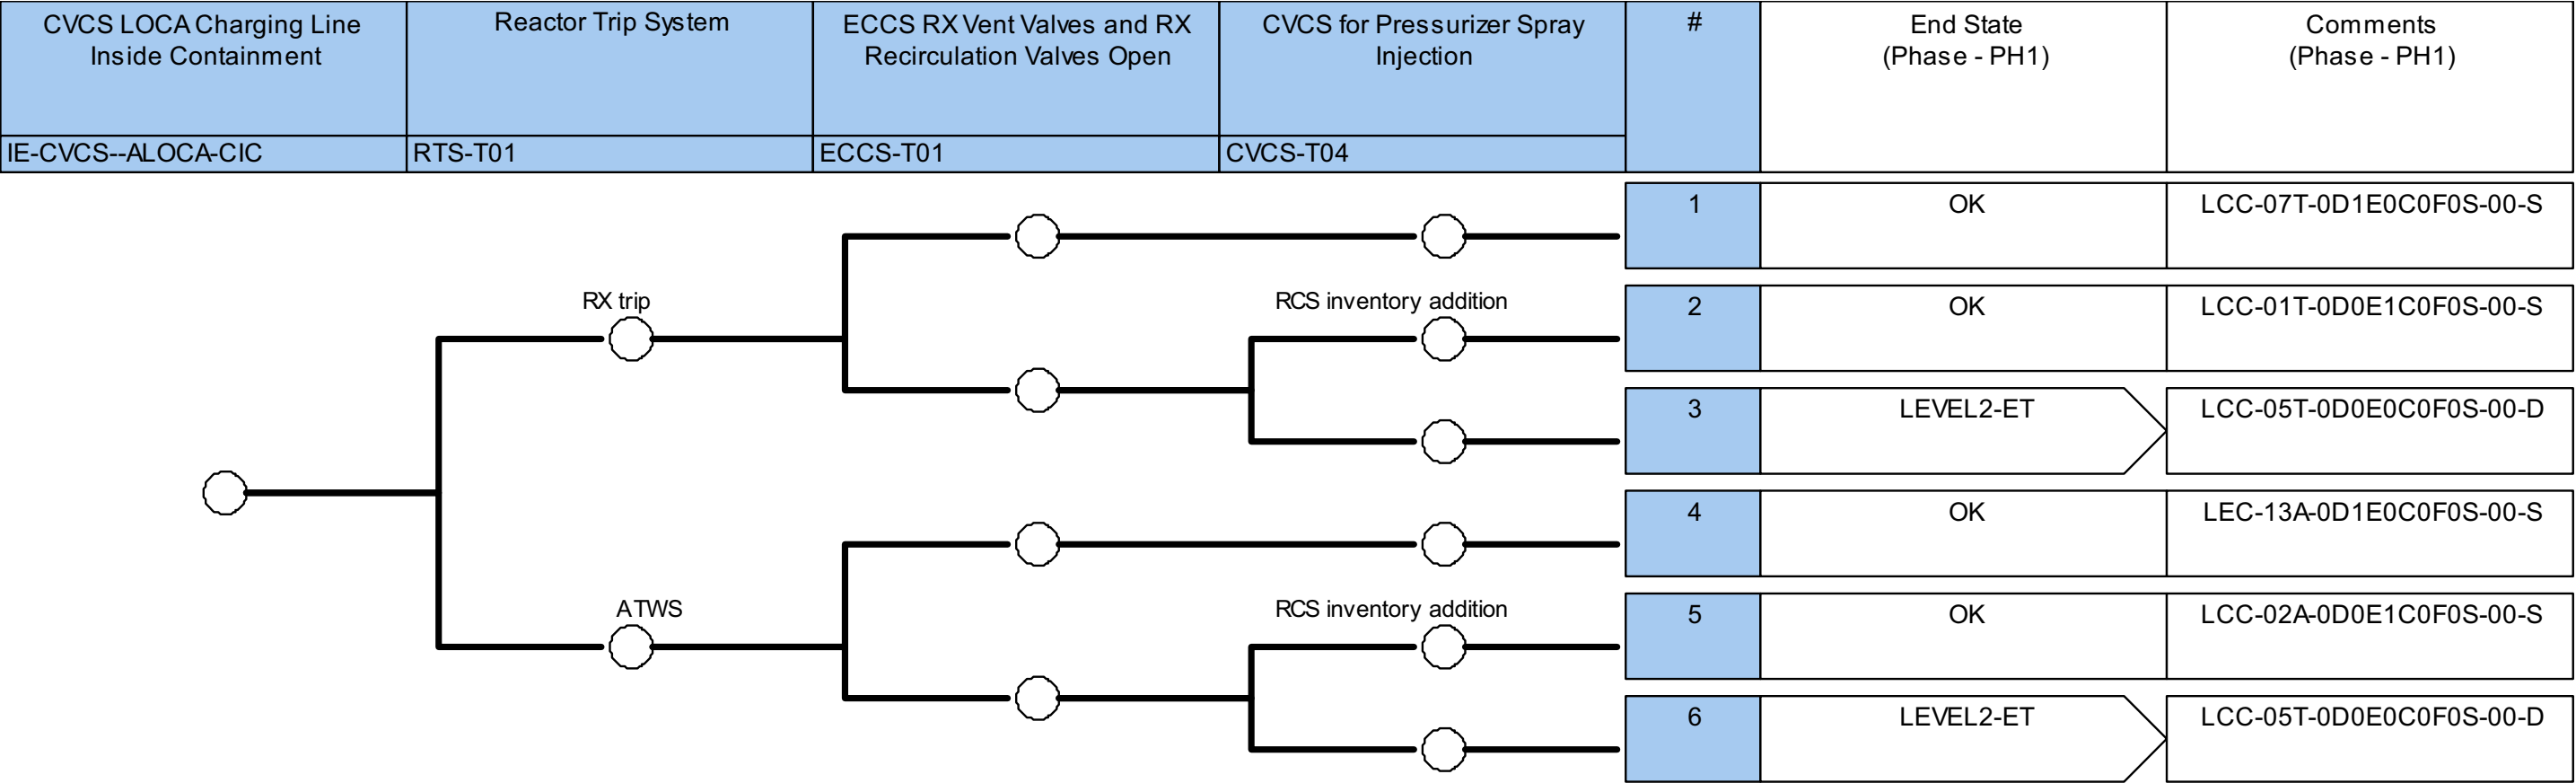 CVCS LOCA Charging Line
Inside Containment
Reactor Trip System
ECCS RX Vent Valves and RX
Recirculation Valves Open
CVCS for Pressurizer Spray
Injection
#
End State
(Phase - PH1)
Comments
(Phase - PH1)
IE-CVCS--ALOCA-CIC
RTS-T01
ECCS-T01
CVCS-T04
1
OK
LCC-07T-0D1E0C0F0S-00-S
RX trip
RCS inventory addition
2
OK
LCC-01T-0D0E1C0F0S-00-S
3
LEVEL2-ET
LCC-05T-0D0E0C0F0S-00-D
4
OK
LEC-13A-0D1E0C0F0S-00-S
ATWS
RCS inventory addition
5
OK
LCC-02A-0D0E1C0F0S-00-S
6
LEVEL2-ET
LCC-05T-0D0E0C0F0S-00-D